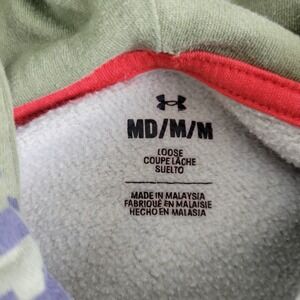 MD/M/M
LOOSE
COUPE LÂCHE
SUELTO
MADE IN MALAYSIA
FABRIQUÉ EN MALAISIE
HECHO EN MALASIA